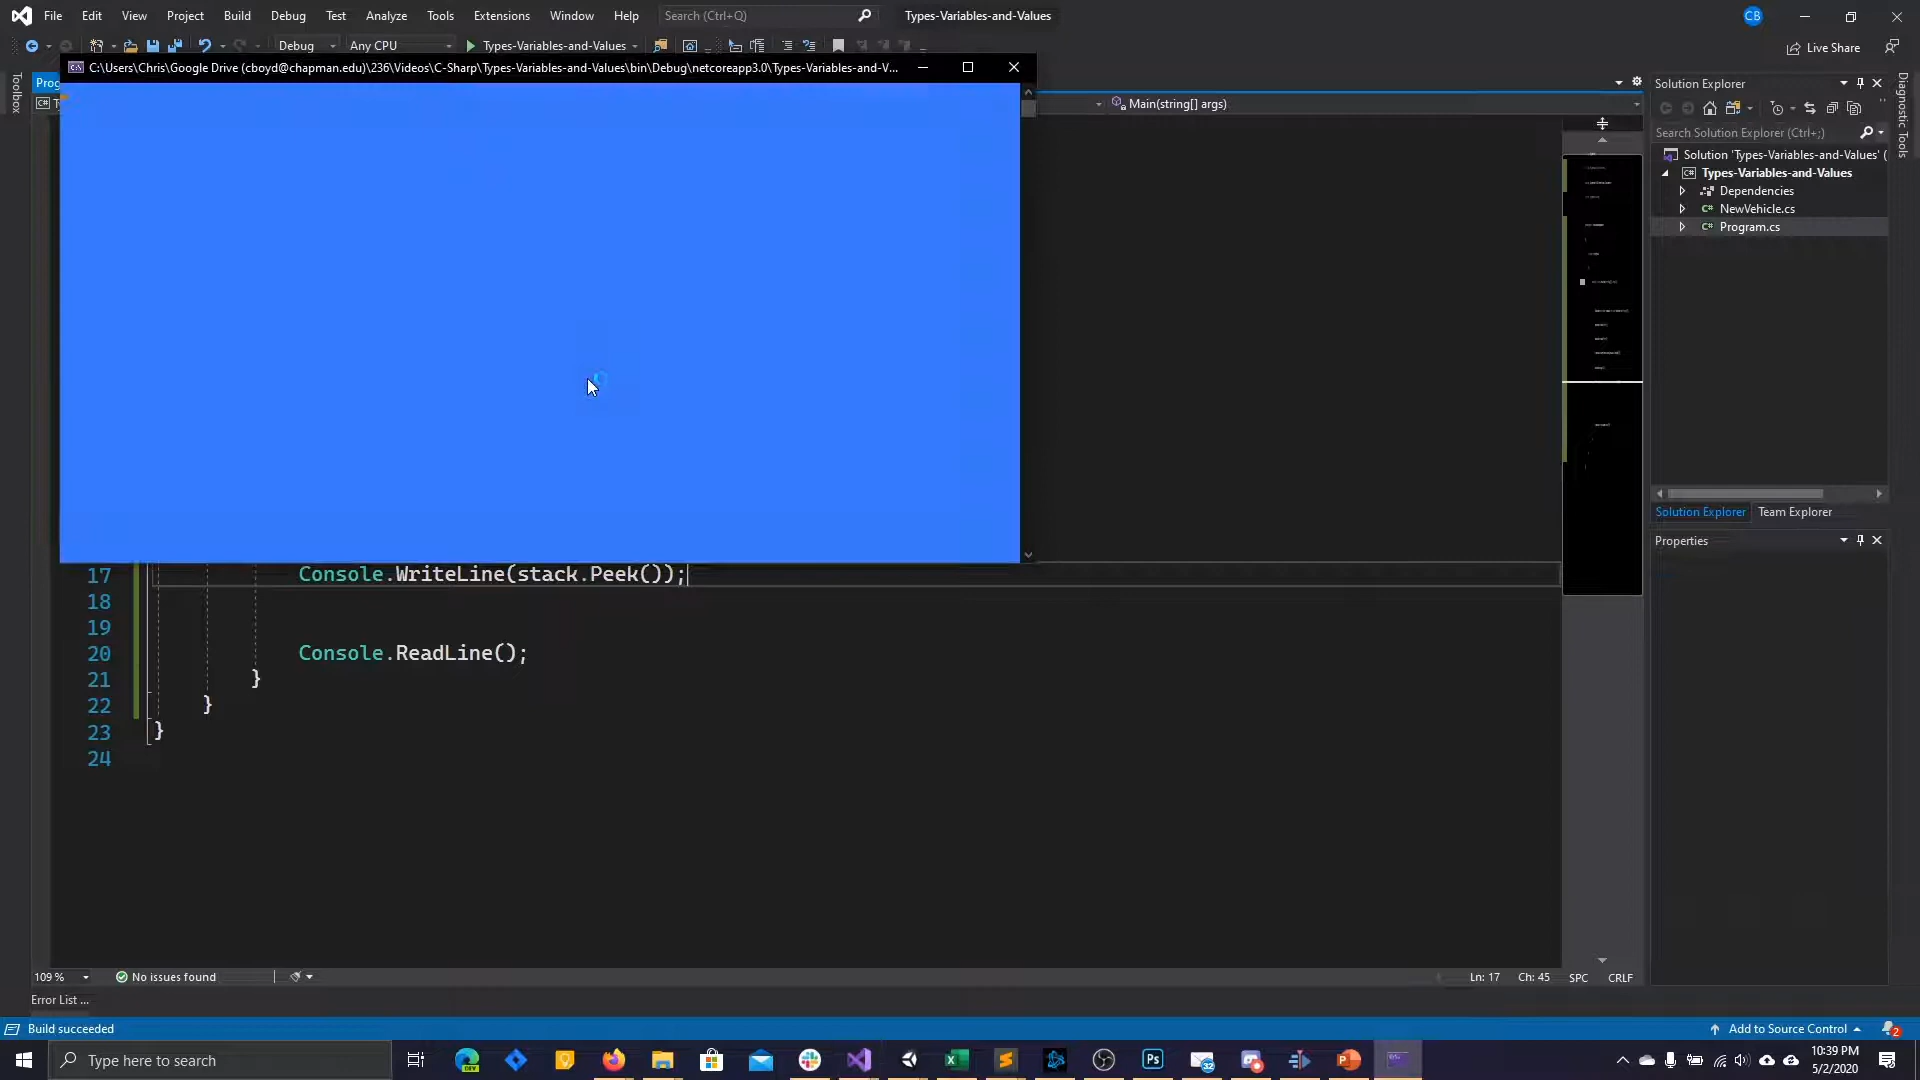 File Edit View Project Build Debug Test Analyze Tools Extensions Window Help Search (Ctrl+Q) Types-Variables-and-Values CB
Debug Any CPU Types-Variables-and-Values Live Share
C:\Users\Chris\Google Drive (cboyd@chapman.edu)\236\Videos\C-Sharp\Types-Variables-and-Values\bin\Debug\netcoreapp3.0\Types-Variables-and-V...
Toolbox
Prog
Main(string[] args)
Solution Explorer
Search Solution Explorer (Ctrl+;)
Solution 'Types-Variables-and-Values' (
Types-Variables-and-Values
Dependencies
C# NewVehicle.cs
C# Program.cs
Diagnostic Tools
Solution Explorer Team Explorer
Properties
17 Console.WriteLine(stack.Peek());
18
19
20 Console.ReadLine();
21 }
22 }
23 }
24
109 % No issues found Ln: 17 Ch: 45 SPC CRLF
Error List ...
Build succeeded Add to Source Control 2
Type here to search
10:39 PM
5/2/2020